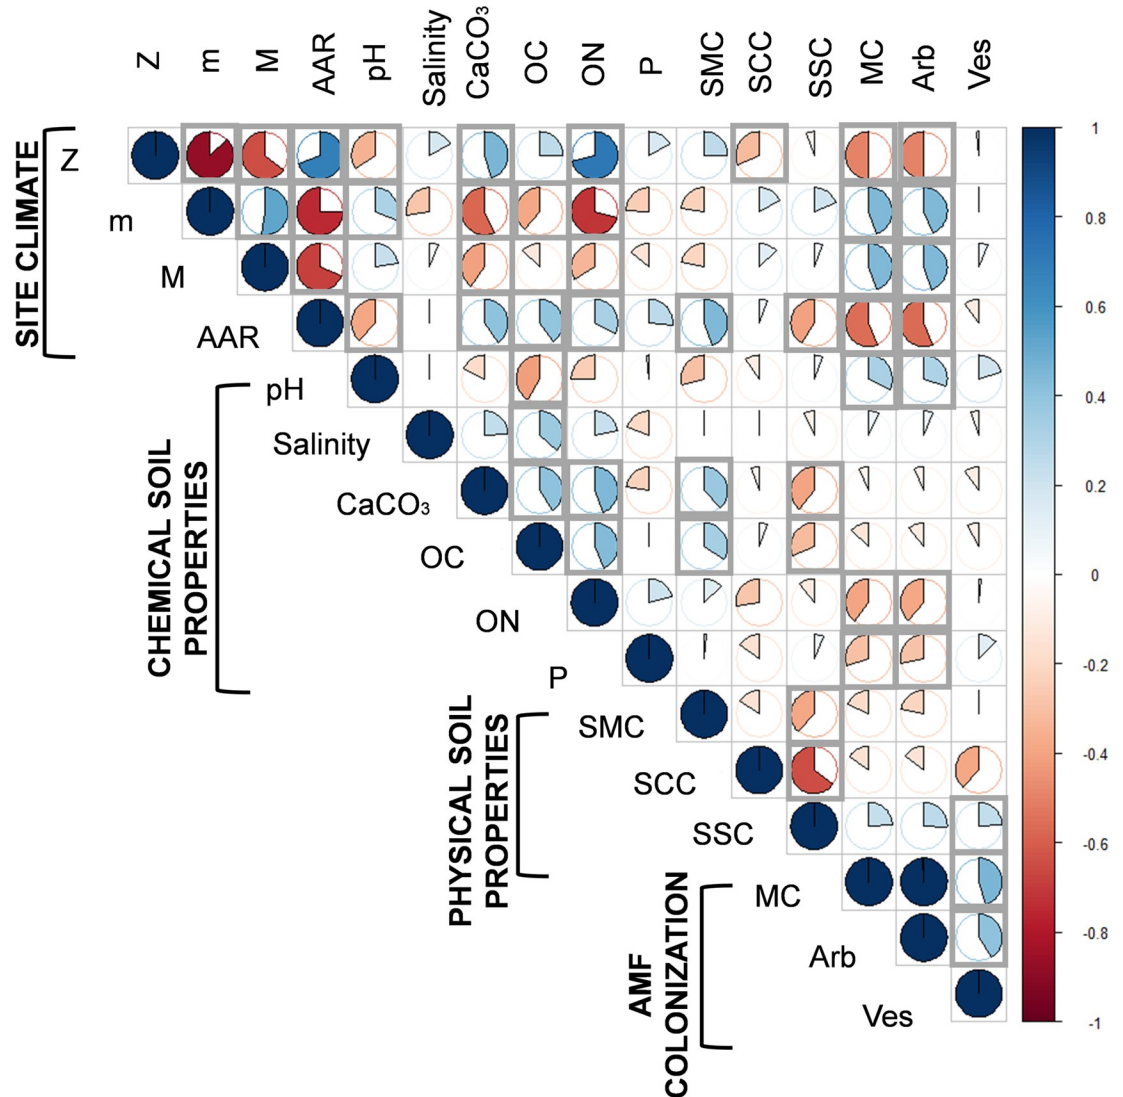 Z m M AAR pH Salinity CaCO₃ OC ON P SMC SCC SSC MC Arb Ves
SITE CLIMATE
Z
m
M
AAR
CHEMICAL SOIL
PROPERTIES
pH
Salinity
CaCO₃
OC
ON
P
PHYSICAL SOIL
PROPERTIES
SMC
SCC
SSC
AMF
COLONIZATION
MC
Arb
Ves
1
0.8
0.6
0.4
0.2
0
-0.2
-0.4
-0.6
-0.8
-1